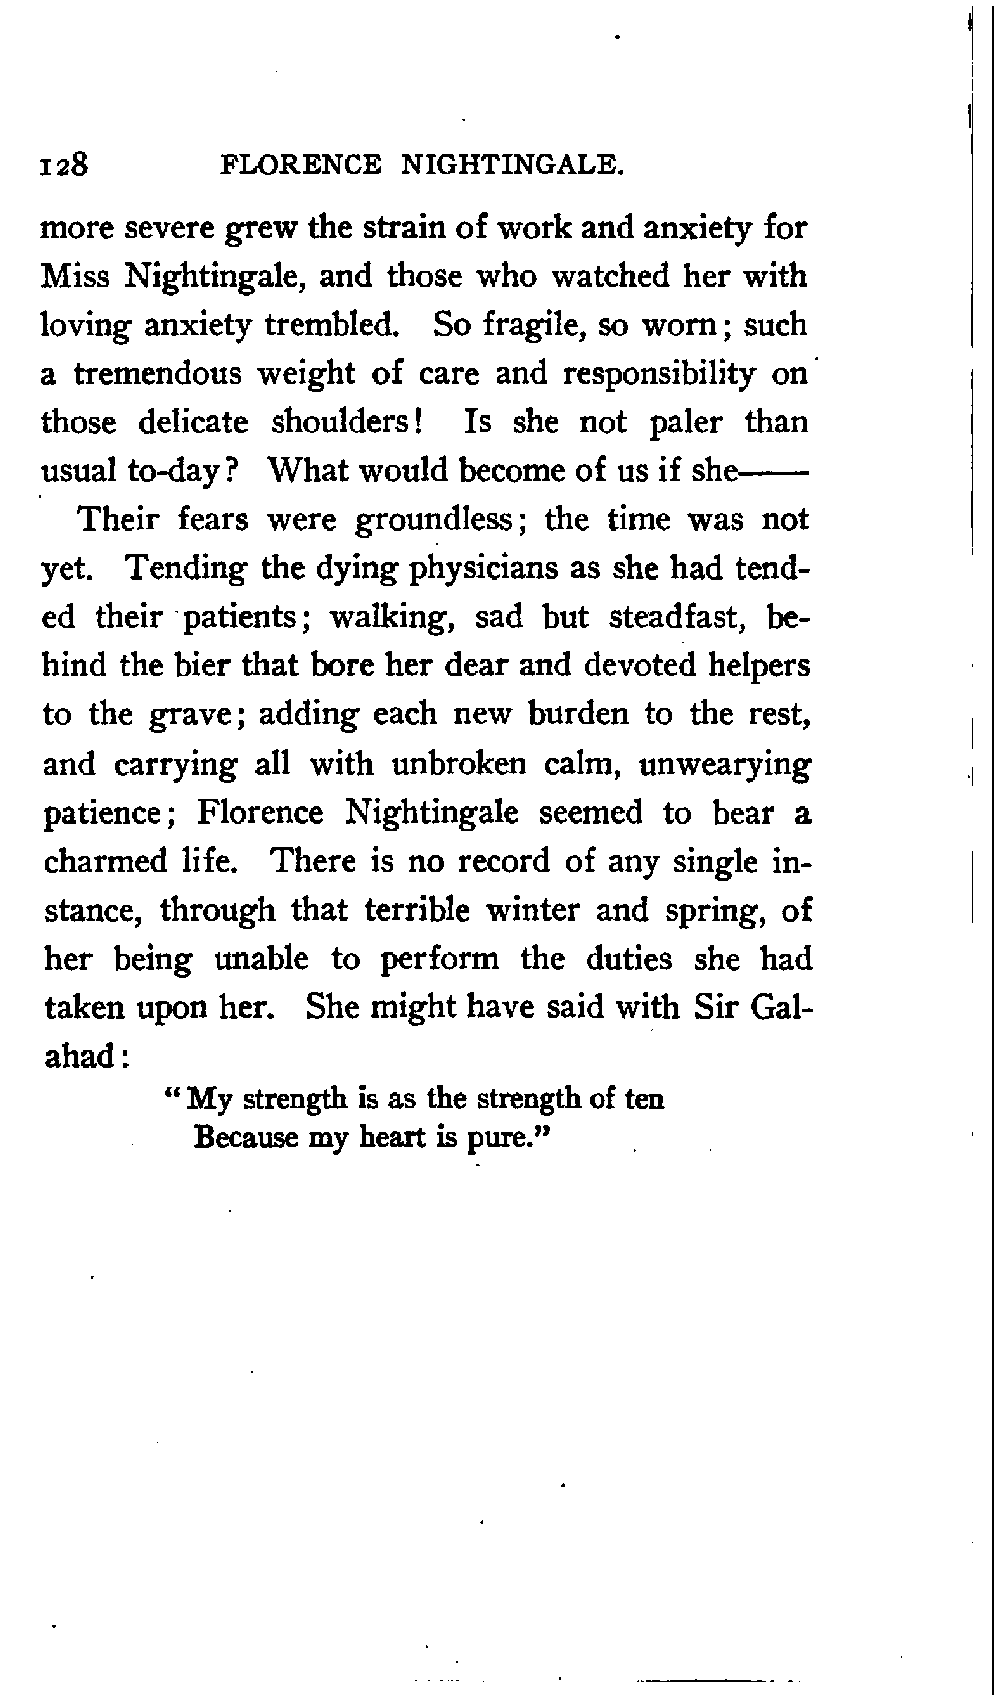 128 FLORENCE NIGHTINGALE.
more severe grew the strain of work and anxiety for
Miss Nightingale, and those who watched her with
loving anxiety trembled. So fragile, so worn; such
a tremendous weight of care and responsibility on
those delicate shoulders! Is she not paler than
usual to-day? What would become of us if she——
Their fears were groundless; the time was not
yet. Tending the dying physicians as she had tend-
ed their patients; walking, sad but steadfast, be-
hind the bier that bore her dear and devoted helpers
to the grave; adding each new burden to the rest,
and carrying all with unbroken calm, unwearying
patience; Florence Nightingale seemed to bear a
charmed life. There is no record of any single in-
stance, through that terrible winter and spring, of
her being unable to perform the duties she had
taken upon her. She might have said with Sir Gal-
ahad:
"My strength is as the strength of ten
Because my heart is pure."